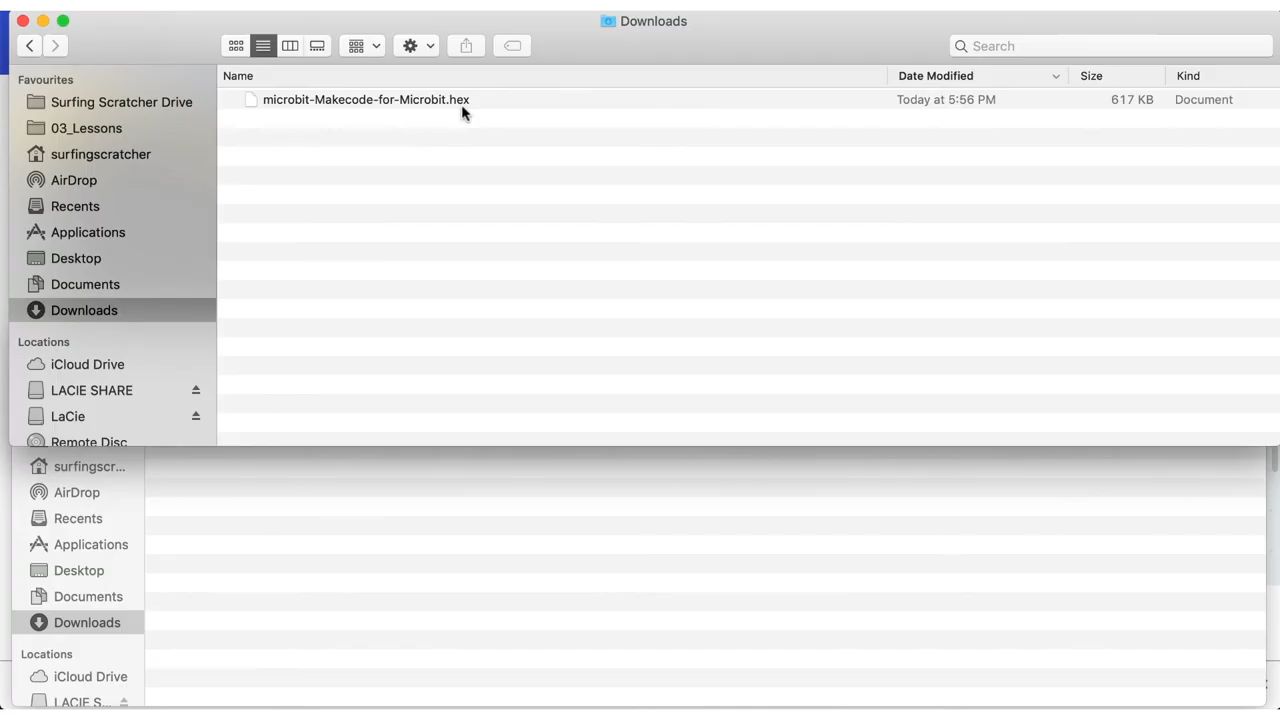 Downloads
Search
Favourites
Surfing Scratcher Drive
03_Lessons
surfingscratcher
AirDrop
Recents
Applications
Desktop
Documents
Downloads
Locations
iCloud Drive
LACIE SHARE
LaCie
Remote Disc
Name
Date Modified
Size
Kind
microbit-Makecode-for-Microbit.hex
Today at 5:56 PM
617 KB
Document
surfingscr...
AirDrop
Recents
Applications
Desktop
Documents
Downloads
Locations
iCloud Drive
LACIE S...